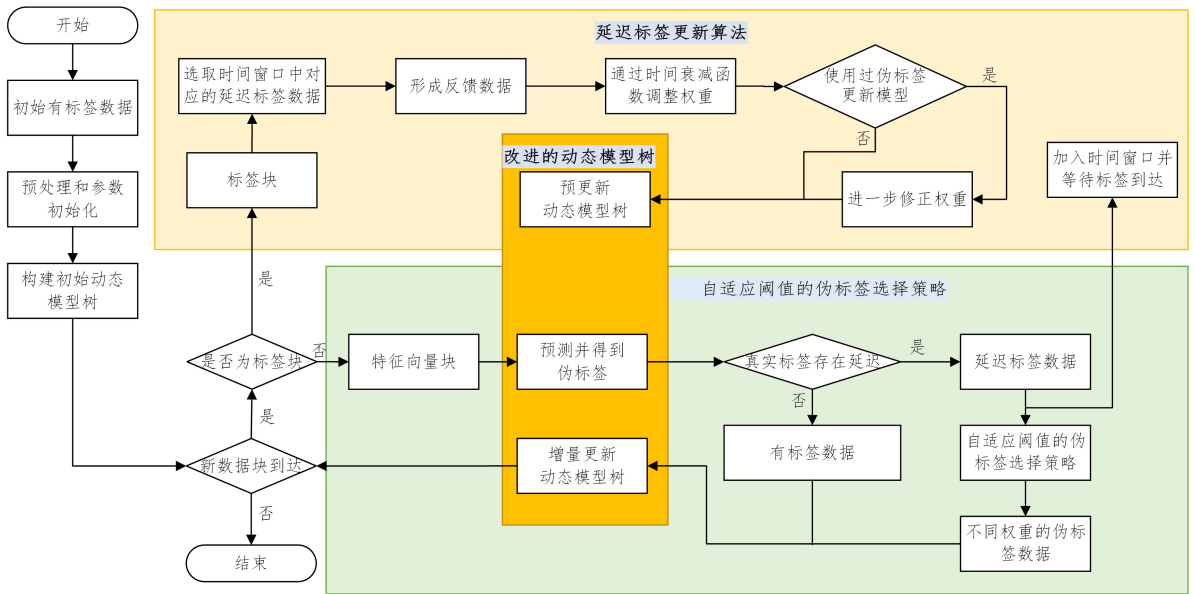 开始
初始有标签数据
预处理和参数
初始化
构建初始动态
模型树
延迟标签更新算法
选取时间窗口中对
应的延迟标签数据
形成反馈数据
通过时间衰减函
数调整权重
使用过伪标签
更新模型
是
否
标签块
改进的动态模型树
预更新
动态模型树
进一步修正权重
加入时间窗口并
等待标签到达
是
自适应阈值的伪标签选择策略
是否为标签块
否
特征向量块
预测并得到
伪标签
真实标签存在延迟
是
延迟标签数据
否
是
有标签数据
自适应阈值的伪
标签选择策略
新数据块到达
增量更新
动态模型树
否
不同权重的伪标
签数据
结束